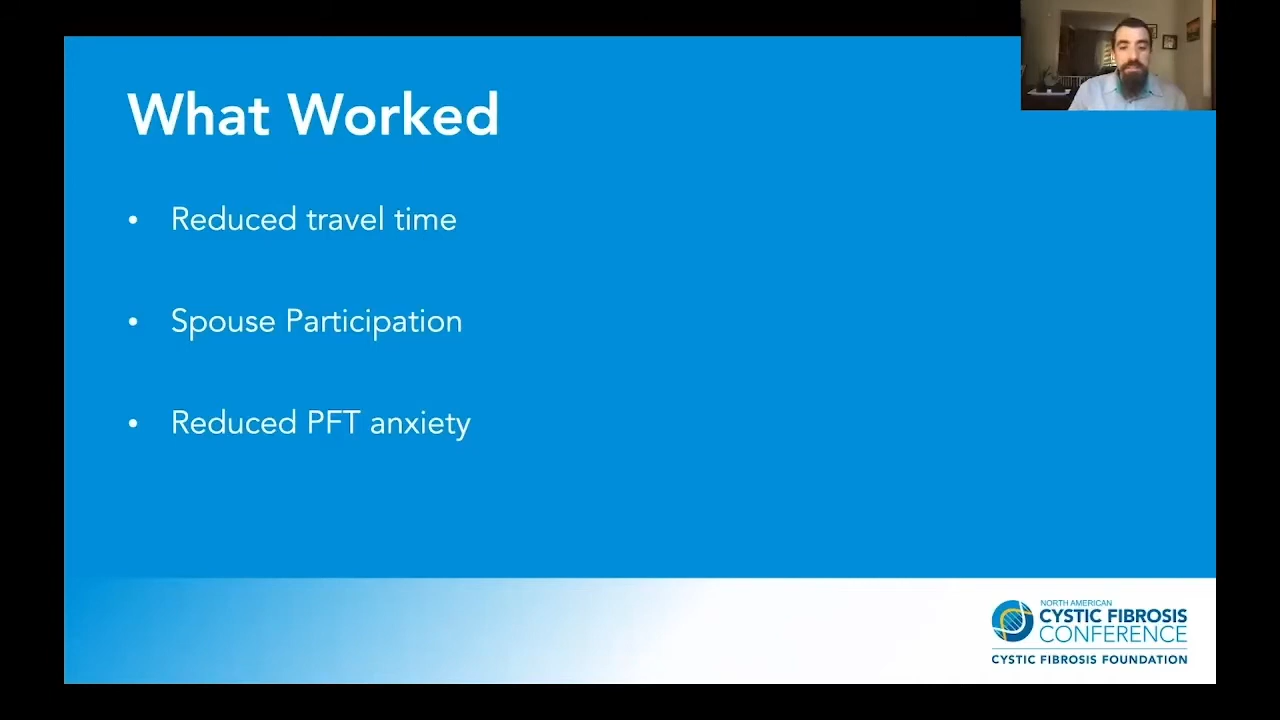 What Worked
• Reduced travel time
• Spouse Participation
• Reduced PFT anxiety
NORTH AMERICAN
CYSTIC FIBROSIS
CONFERENCE
CYSTIC FIBROSIS FOUNDATION